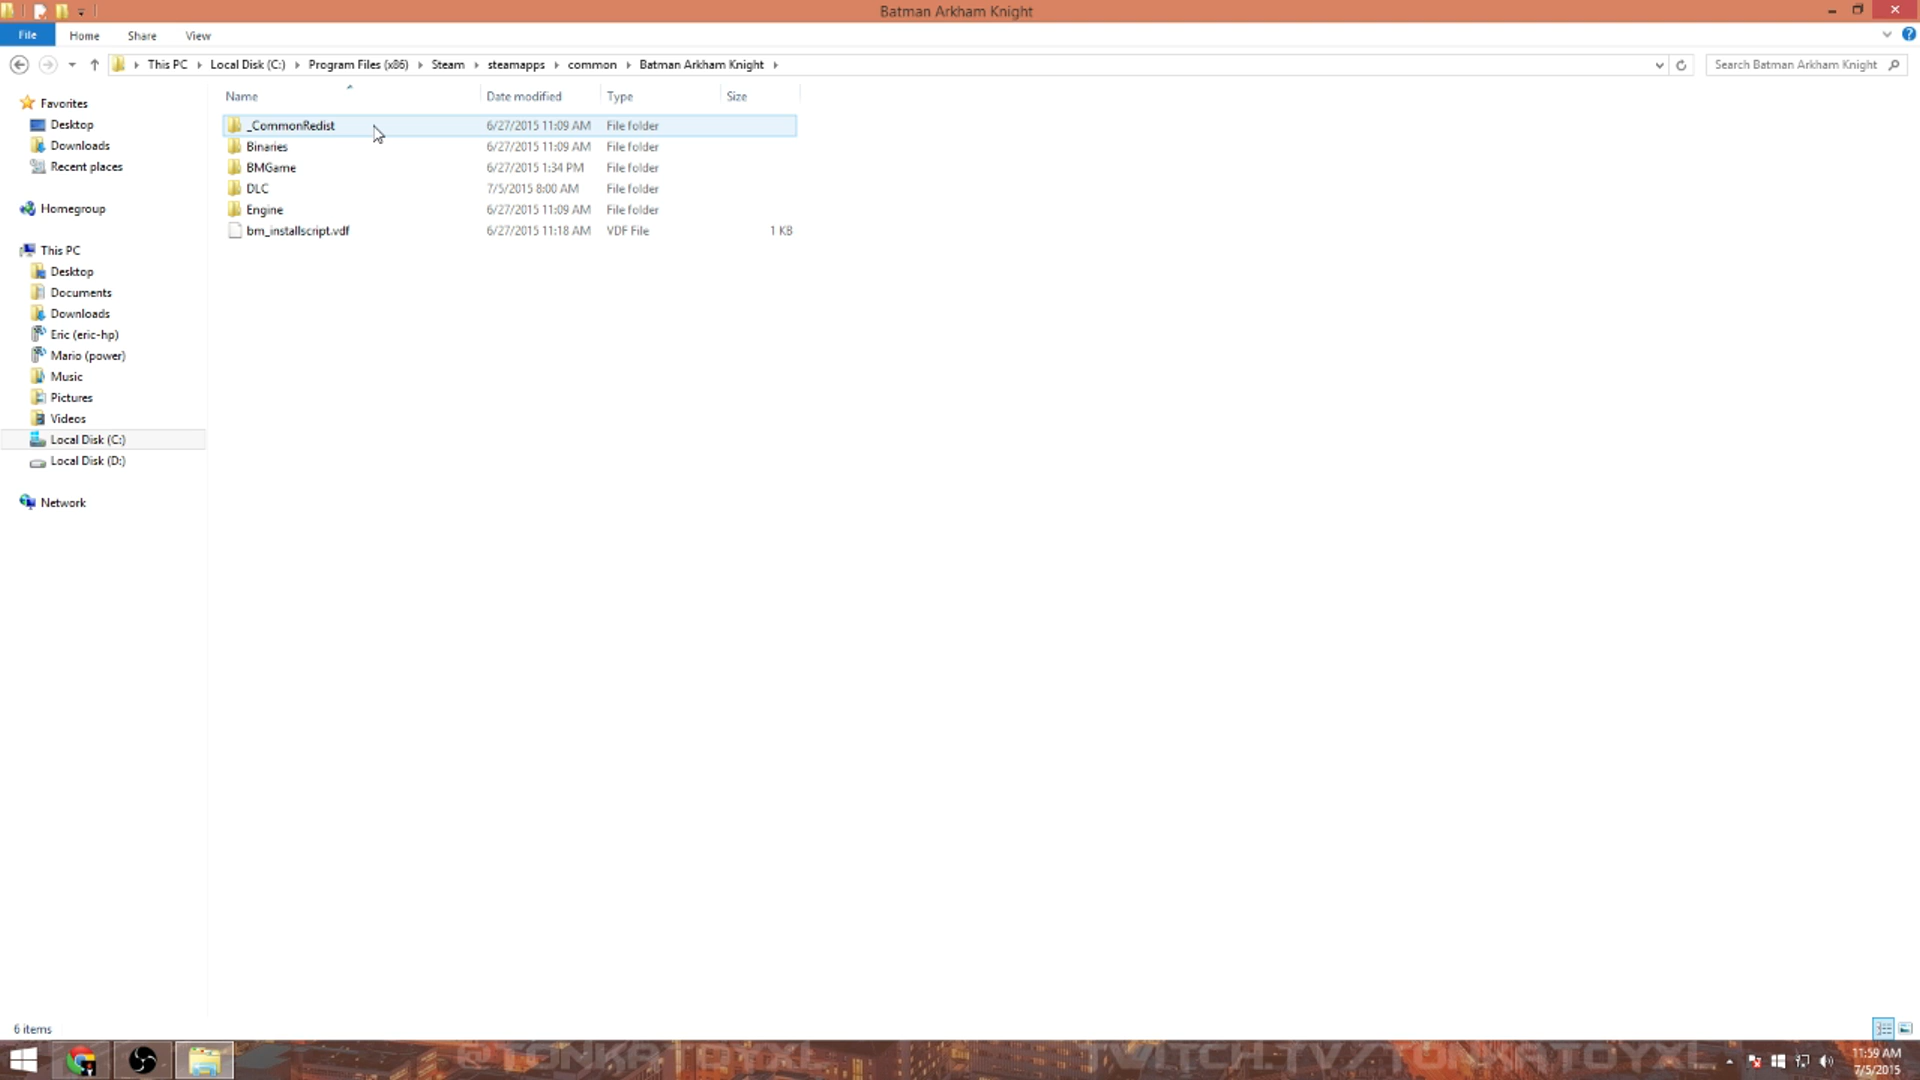 Batman Arkham Knight
File Home Share View
This PC Local Disk (C:) Program Files (x86) Steam steamapps common Batman Arkham Knight Search Batman Arkham Knight
Name Date modified Type Size
_CommonRedist 6/27/2015 11:09 AM File folder
Binaries 6/27/2015 11:09 AM File folder
BMGame 6/27/2015 1:34 PM File folder
DLC 7/5/2015 8:00 AM File folder
Engine 6/27/2015 11:09 AM File folder
bm_installscript.vdf 6/27/2015 11:18 AM VDF File 1 KB
Favorites
Desktop
Downloads
Recent places
Homegroup
This PC
Desktop
Documents
Downloads
Eric (eric-hp)
Mario (power)
Music
Pictures
Videos
Local Disk (C:)
Local Disk (D:)
Network
6 items
@TONKATOYXL TWITCH.TV/TONKATOYXL
11:59 AM
7/5/2015